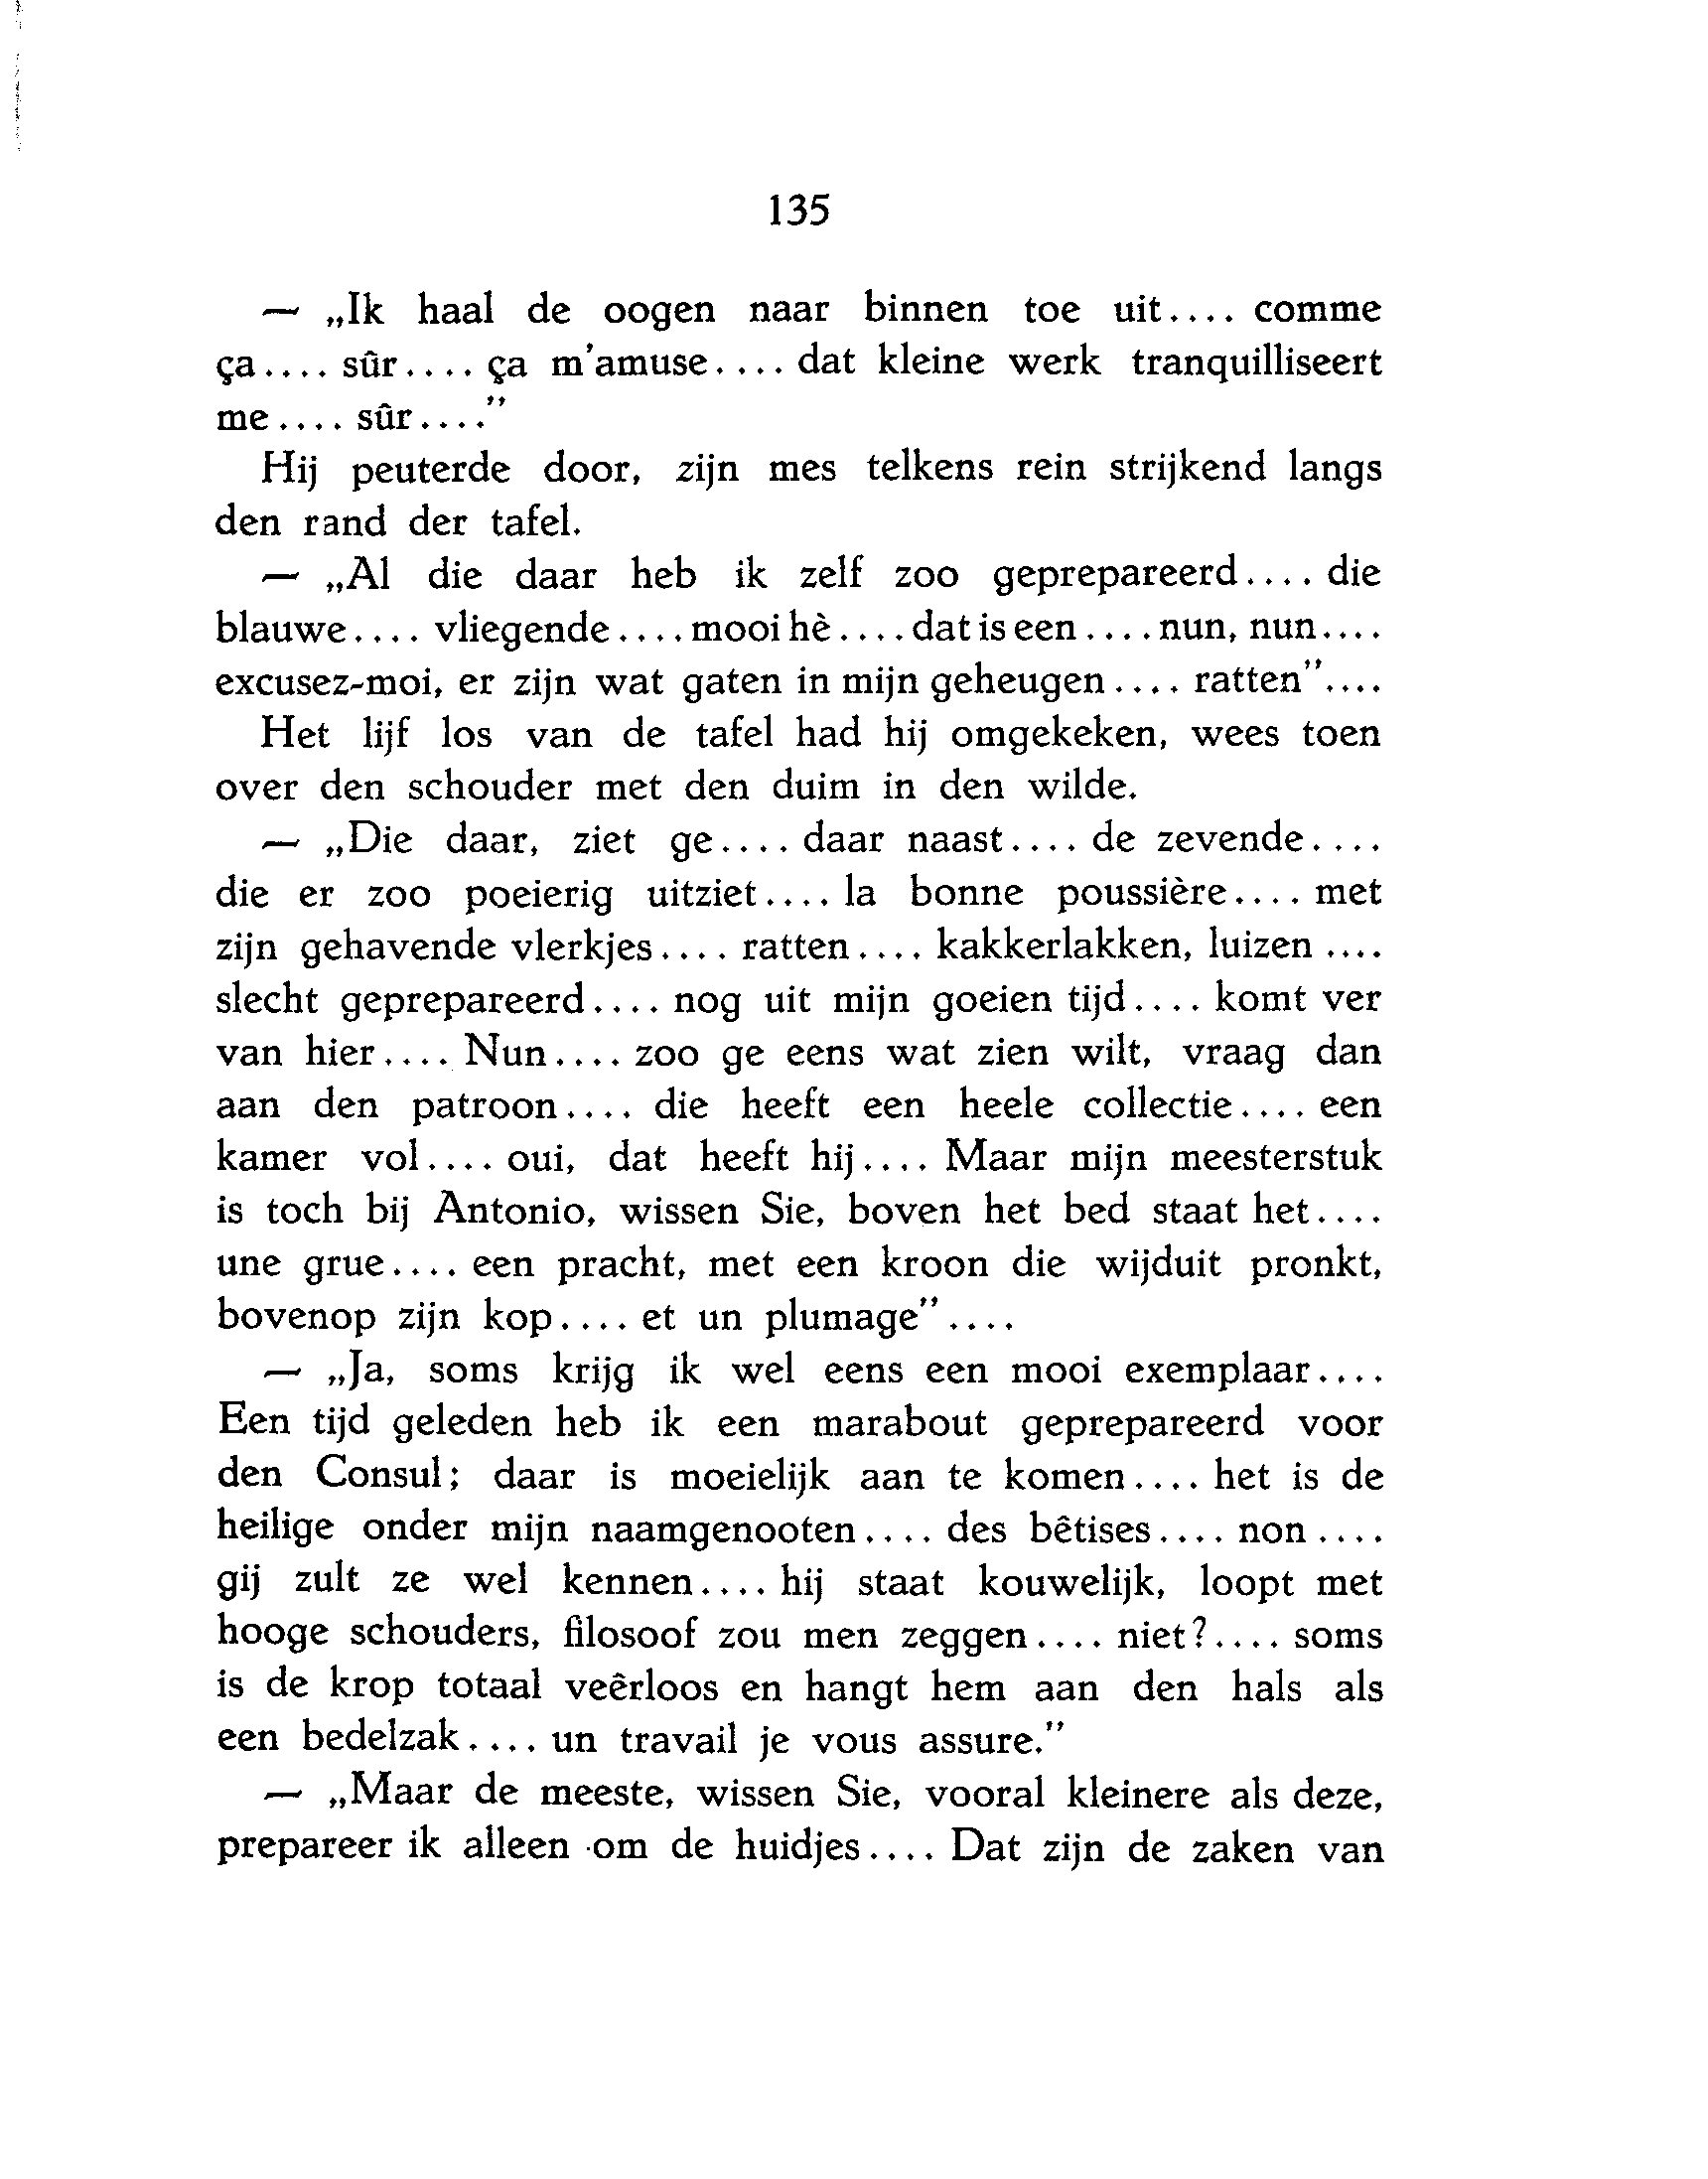 135
— „Ik haal de oogen naar binnen toe uit.... comme
ça.... sûr.... ça m'amuse.... dat kleine werk tranquilliseert
me.... sûr....”
Hij peuterde door, zijn mes telkens rein strijkend langs
den rand der tafel.
— „Al die daar heb ik zelf zoo geprepareerd.... die
blauwe.... vliegende.... mooi hè.... dat is een.... nun, nun....
excusez-moi, er zijn wat gaten in mijn geheugen.... ratten”....
Het lijf los van de tafel had hij omgekeken, wees toen
over den schouder met den duim in den wilde.
— „Die daar, ziet ge.... daar naast.... de zevende....
die er zoo poeierig uitziet.... la bonne poussière.... met
zijn gehavende vlerkjes.... ratten.... kakkerlakken, luizen ....
slecht geprepareerd.... nog uit mijn goeien tijd.... komt ver
van hier.... Nun.... zoo ge eens wat zien wilt, vraag dan
aan den patroon.... die heeft een heele collectie.... een
kamer vol.... oui, dat heeft hij.... Maar mijn meesterstuk
is toch bij Antonio, wissen Sie, boven het bed staat het....
une grue.... een pracht, met een kroon die wijduit pronkt,
bovenop zijn kop.... et un plumage”....
— „Ja, soms krijg ik wel eens een mooi exemplaar....
Een tijd geleden heb ik een marabout geprepareerd voor
den Consul; daar is moeielijk aan te komen.... het is de
heilige onder mijn naamgenooten.... des bêtises.... non....
gij zult ze wel kennen.... hij staat kouwelijk, loopt met
hooge schouders, filosoof zou men zeggen.... niet?.... soms
is de krop totaal veêrloos en hangt hem aan den hals als
een bedelzak.... un travail je vous assure.”
— „Maar de meeste, wissen Sie, vooral kleinere als deze,
prepareer ik alleen om de huidjes.... Dat zijn de zaken van